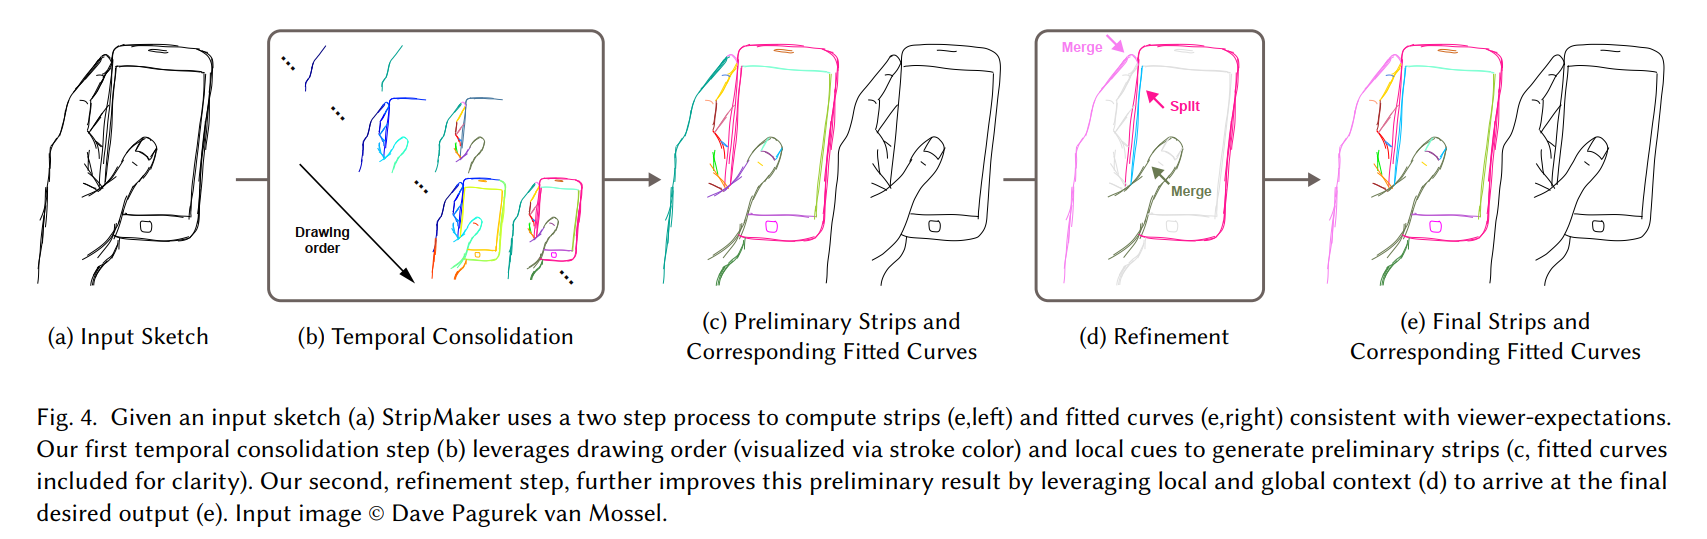 Merge
Split
Merge
Drawing
order
(a) Input Sketch
(b) Temporal Consolidation
(c) Preliminary Strips and
Corresponding Fitted Curves
(d) Refinement
(e) Final Strips and
Corresponding Fitted Curves
Fig. 4. Given an input sketch (a) StripMaker uses a two step process to compute strips (e,left) and fitted curves (e,right) consistent with viewer-expectations.
Our first temporal consolidation step (b) leverages drawing order (visualized via stroke color) and local cues to generate preliminary strips (c, fitted curves
included for clarity). Our second, refinement step, further improves this preliminary result by leveraging local and global context (d) to arrive at the final
desired output (e). Input image © Dave Pagurek van Mossel.